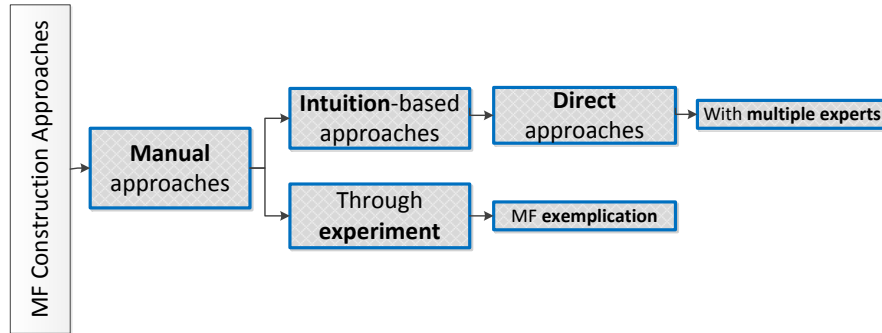 MF Construction Approaches
Manual
approaches
Intuition-based
approaches
Direct
approaches
With multiple experts
Through
experiment
MF exemplication